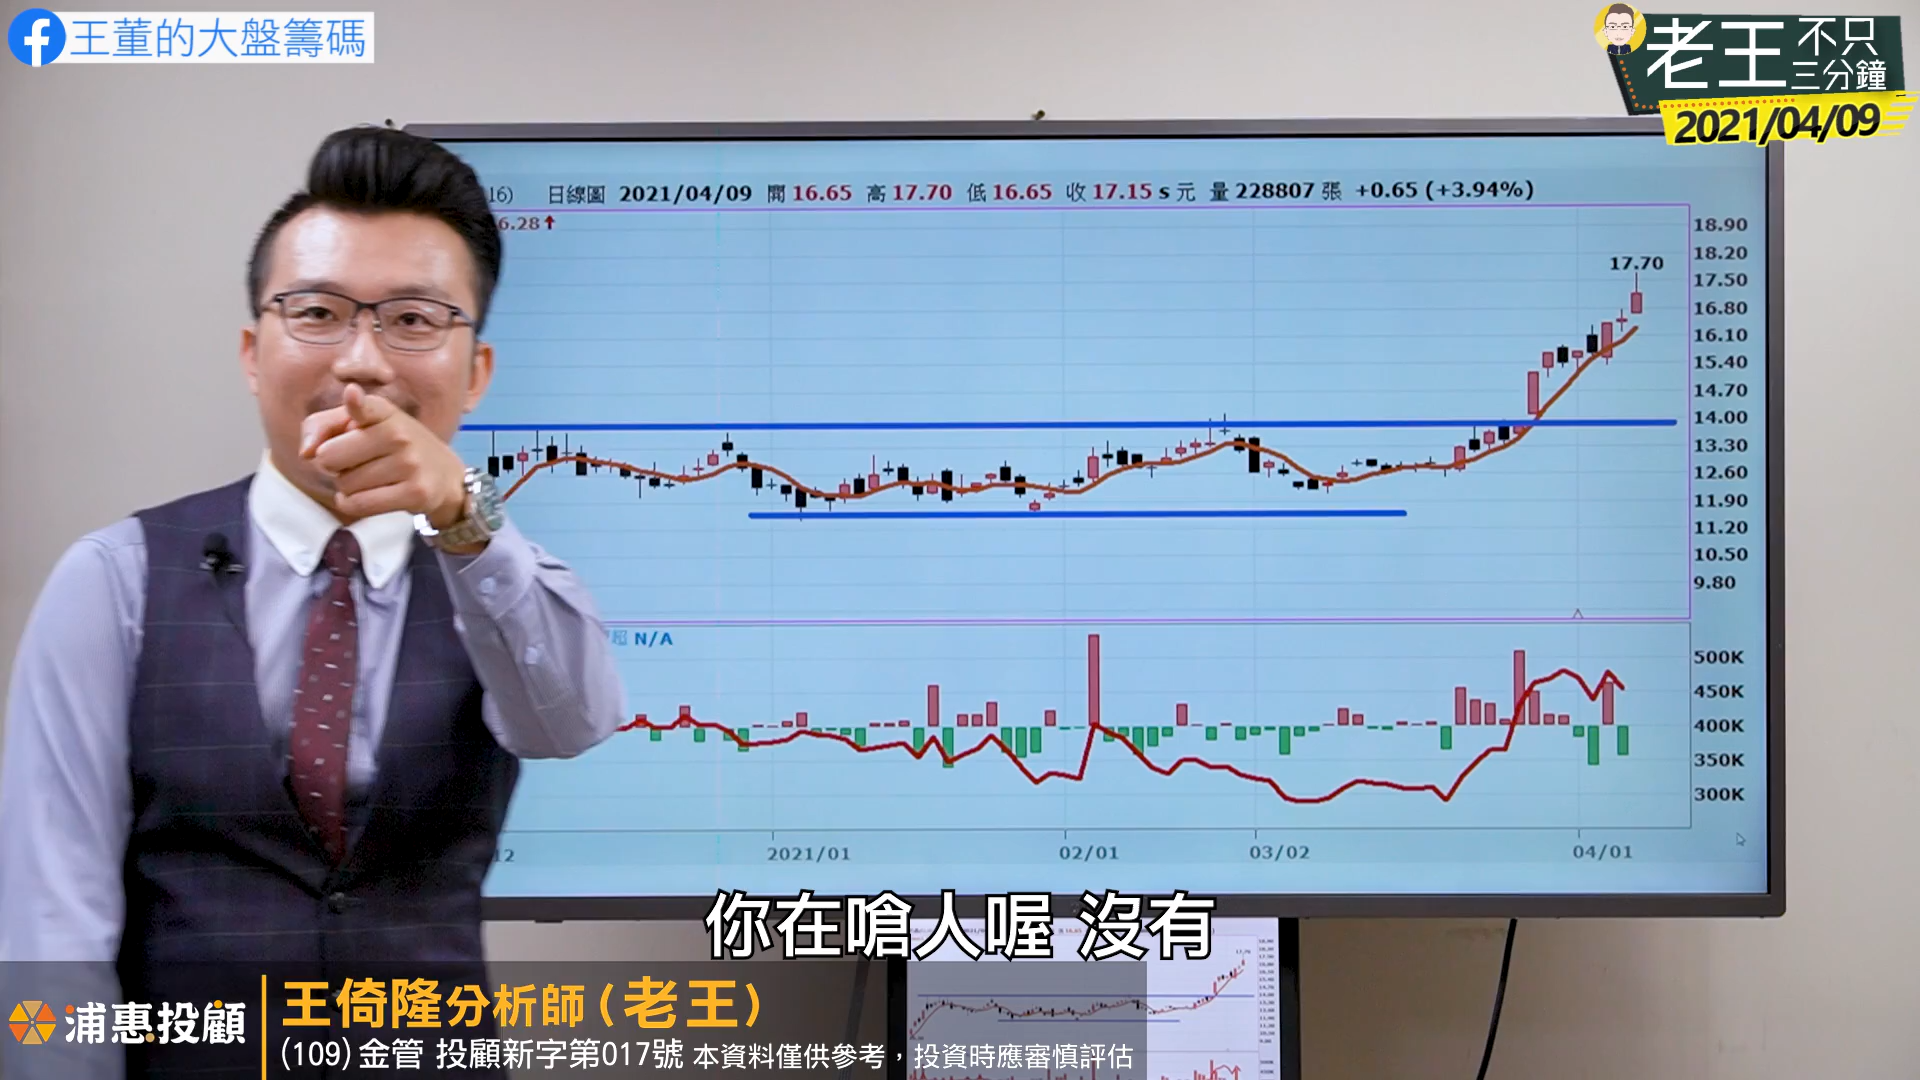 王董的大盤籌碼
老王不只三分鐘
2021/04/09
16) 日線圖 2021/04/09 開 16.65 高 17.70 低 16.65 收 17.15 s 元 量 228807 張 +0.65 (+3.94%)
6.28↑
17.70
18.90
18.20
17.50
16.80
16.10
15.40
14.70
14.00
13.30
12.60
11.90
11.20
10.50
9.80
超 N/A
500K
450K
400K
350K
300K
12 2021/01 02/01 03/02 04/01
你在嗆人喔 沒有
浦惠投顧
王倚隆分析師(老王)
(109) 金管 投顧新字第017號 本資料僅供參考，投資時應審慎評估